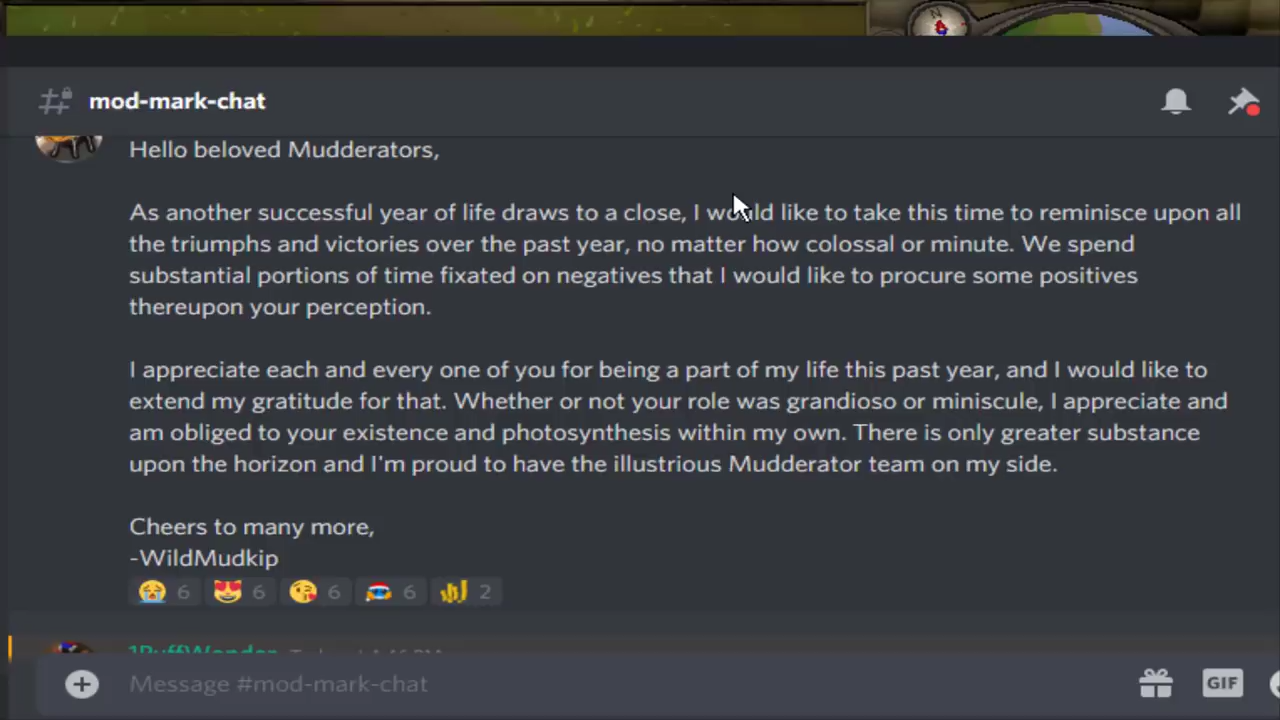 N
mod-mark-chat
Hello beloved Mudderators,
As another successful year of life draws to a close, I would like to take this time to reminisce upon all
the triumphs and victories over the past year, no matter how colossal or minute. We spend
substantial portions of time fixated on negatives that I would like to procure some positives
thereupon your perception.
I appreciate each and every one of you for being a part of my life this past year, and I would like to
extend my gratitude for that. Whether or not your role was grandioso or miniscule, I appreciate and
am obliged to your existence and photosynthesis within my own. There is only greater substance
upon the horizon and I'm proud to have the illustrious Mudderator team on my side.
Cheers to many more,
-WildMudkip
6 6 6 6 2
Message #mod-mark-chat
GIF